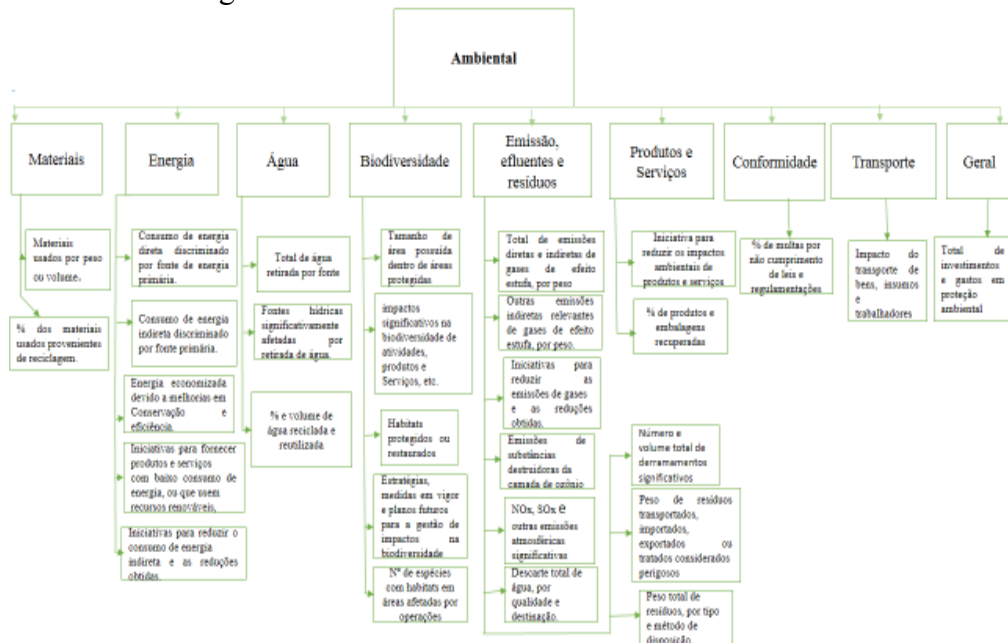 Ambiental
Materiais
Energia
Água
Biodiversidade
Emissão,
efluentes e
resíduos
Produtos e
Serviços
Conformidade
Transporte
Geral
Materiais
usados por peso
ou volume.
% dos materiais
usados provenientes
de reciclagem.
Consumo de energia
direta discriminado
por fonte de energia
primária.
Consumo de energia
indireta discriminado
por fonte primária.
Energia economizada
devido a melhorias em
Conservação e
eficiência.
Iniciativas para fornecer
produtos e serviços
com baixo consumo de
energia, ou que usem
recursos renováveis,
Iniciativas para reduzir o
consumo de energia
indireta e as reduções
obtidas.
Total de água
retirada por fonte
Fontes hídricas
significativamente
afetadas por
retirada de água.
% e volume de
água reciclada e
reutilizada
Tamanho de
área possuída
dentro de áreas
protegidas
impactos
significativos na
biodiversidade de
atividades,
produtos e
Serviços, etc.
Habitats
protegidos ou
restaurados
Estratégias,
medidas em vigor
e planos futuros
para a gestão de
impactos na
biodiversidade
Nº de espécies
com habitats em
áreas afetadas por
operações
Total de emissões
diretas e indiretas de
gases de efeito
estufa, por peso
Outras emissões
indiretas relevantes
de gases de efeito
estufa, por peso.
Iniciativas para
reduzir as
emissões de gases
e as reduções
obtidas.
Emissões de
substâncias
destruidoras da
camada de ozônio
NOx, SOx e
outras emissões
atmosféricas
significativas
Descarte total de
água, por
qualidade e
destinação.
Iniciativa para
reduzir os impactos
ambientais de
produtos e serviços
% de produtos e
embalagens
recuperadas
Número e
volume total de
derramamentos
significativos
Peso de resíduos
transportados,
importados,
exportados ou
tratados considerados
perigosos
Peso total de
resíduos, por tipo
e método de
disposição
% de multas por
não cumprimento
de leis e
regulamentações
Impacto do
transporte de
bens, insumos
e
trabalhadores
Total de
investimentos
e gastos em
proteção
ambiental